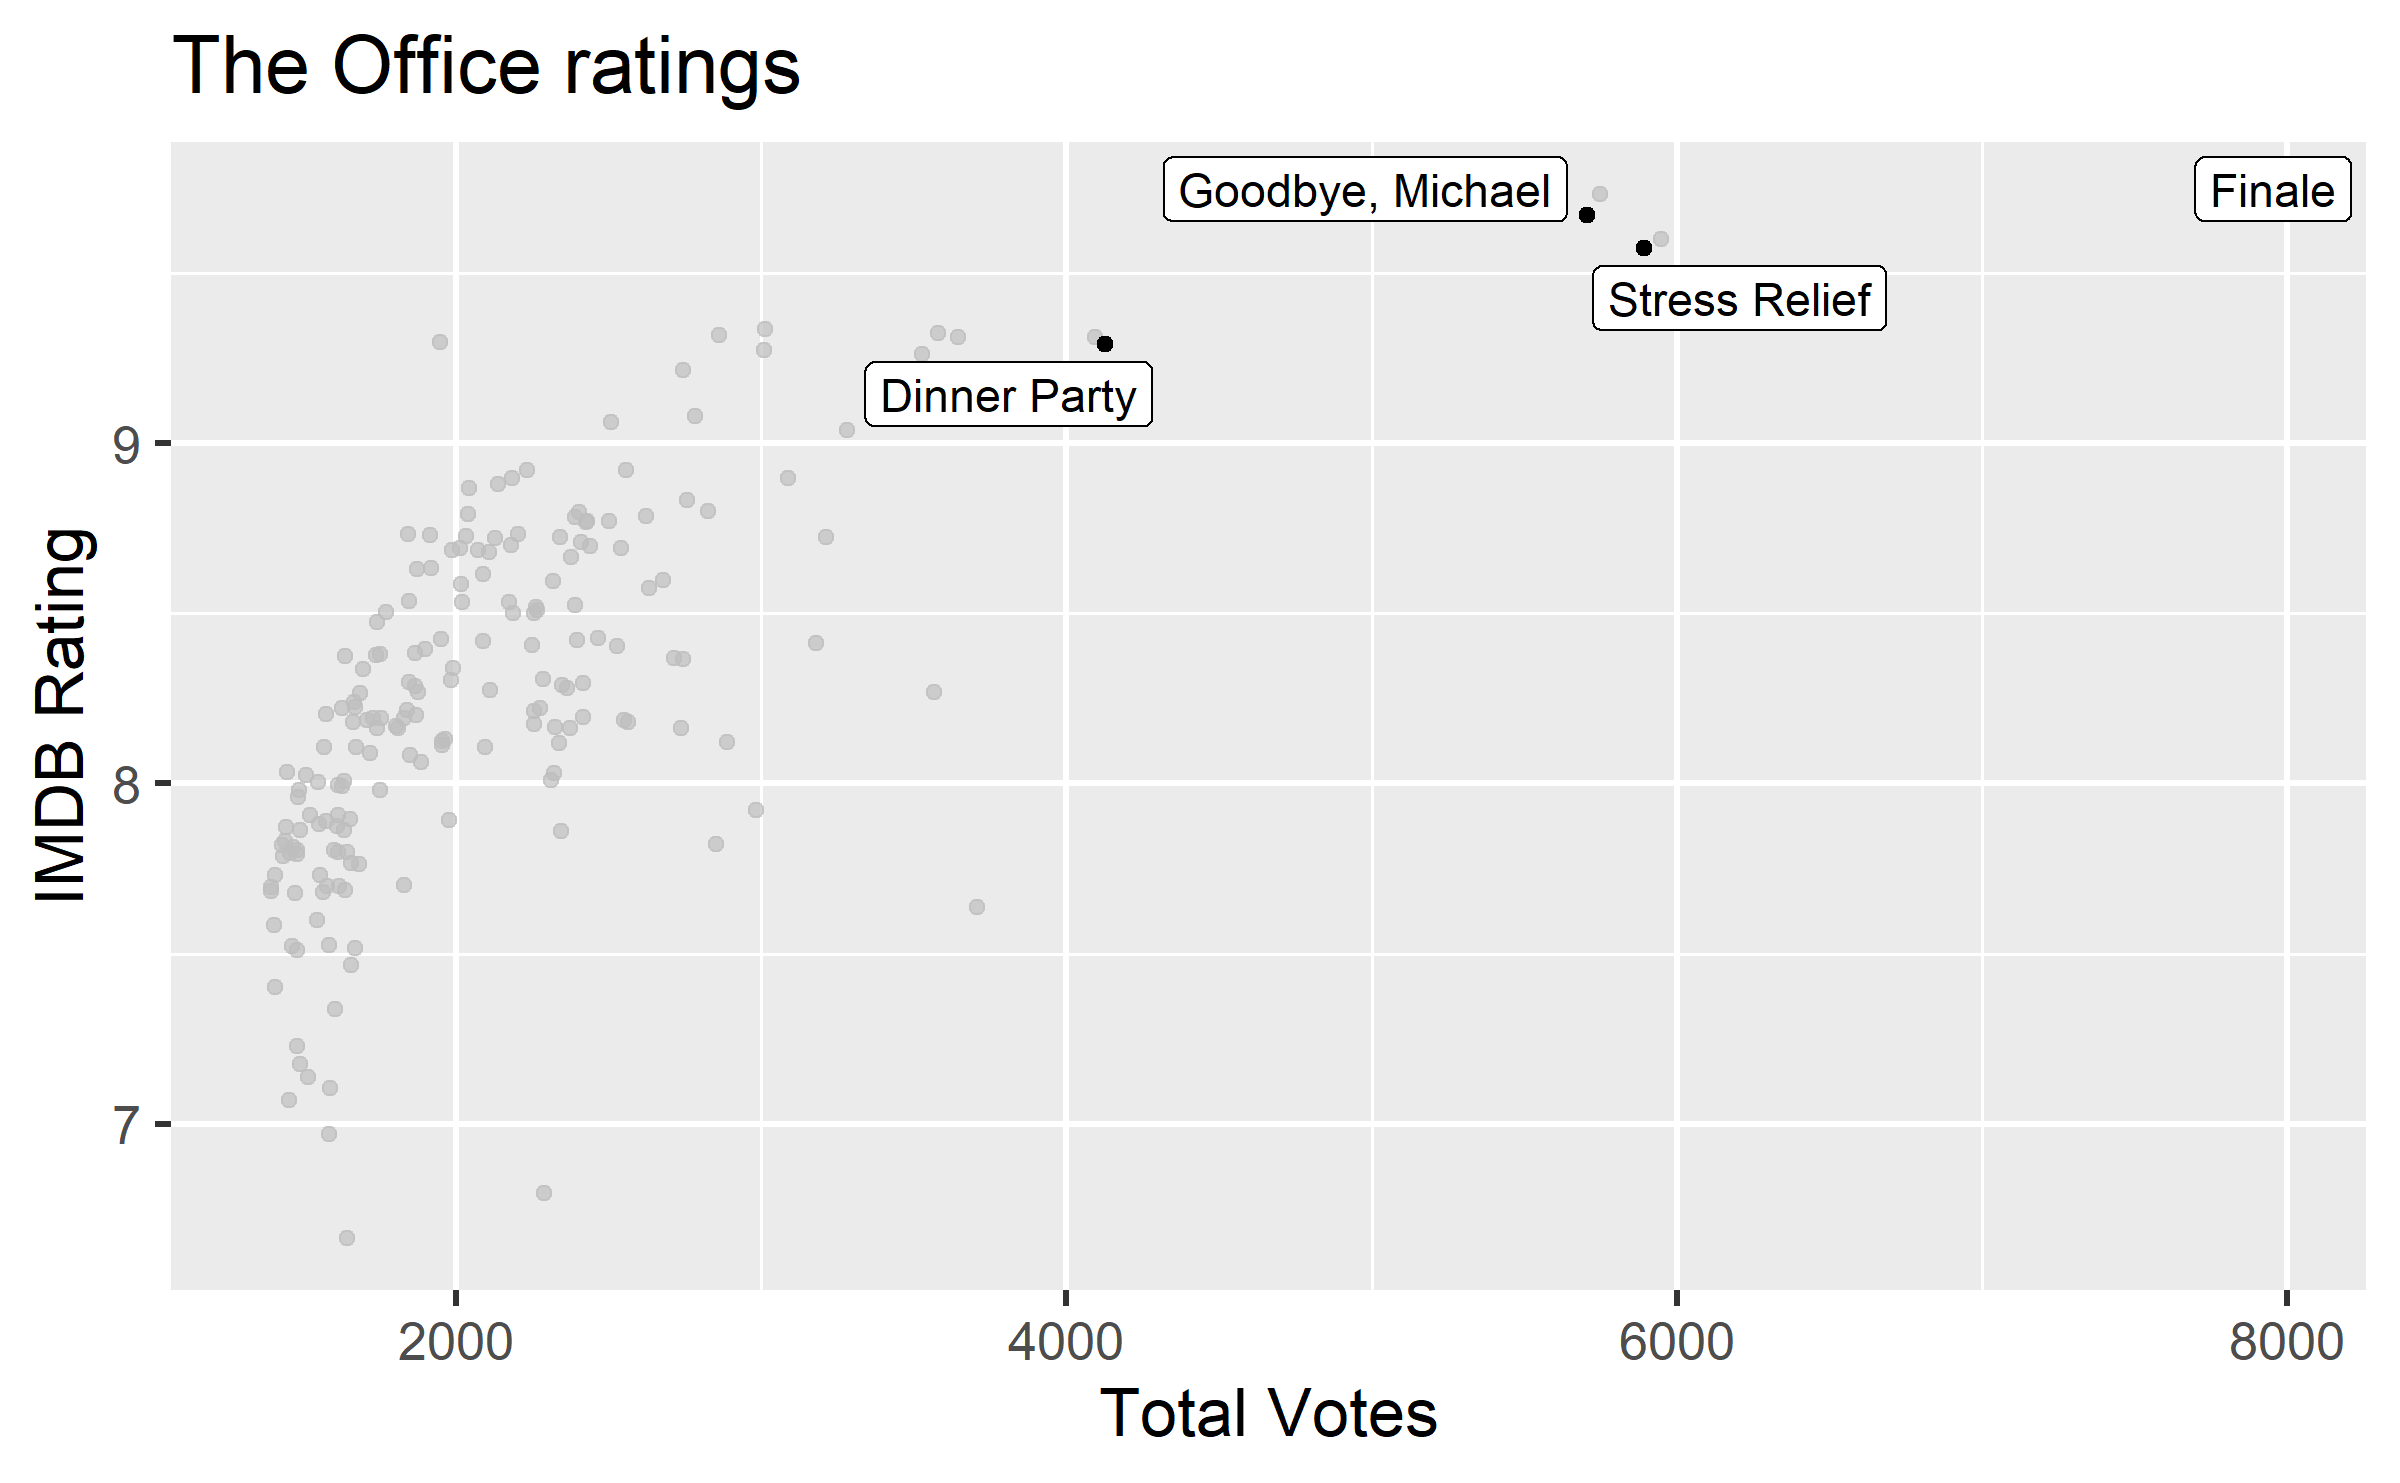 The Office ratings
Goodbye, Michael
Finale
Stress Relief
Dinner Party
9
8
7
IMDB Rating
2000 4000 6000 8000
Total Votes